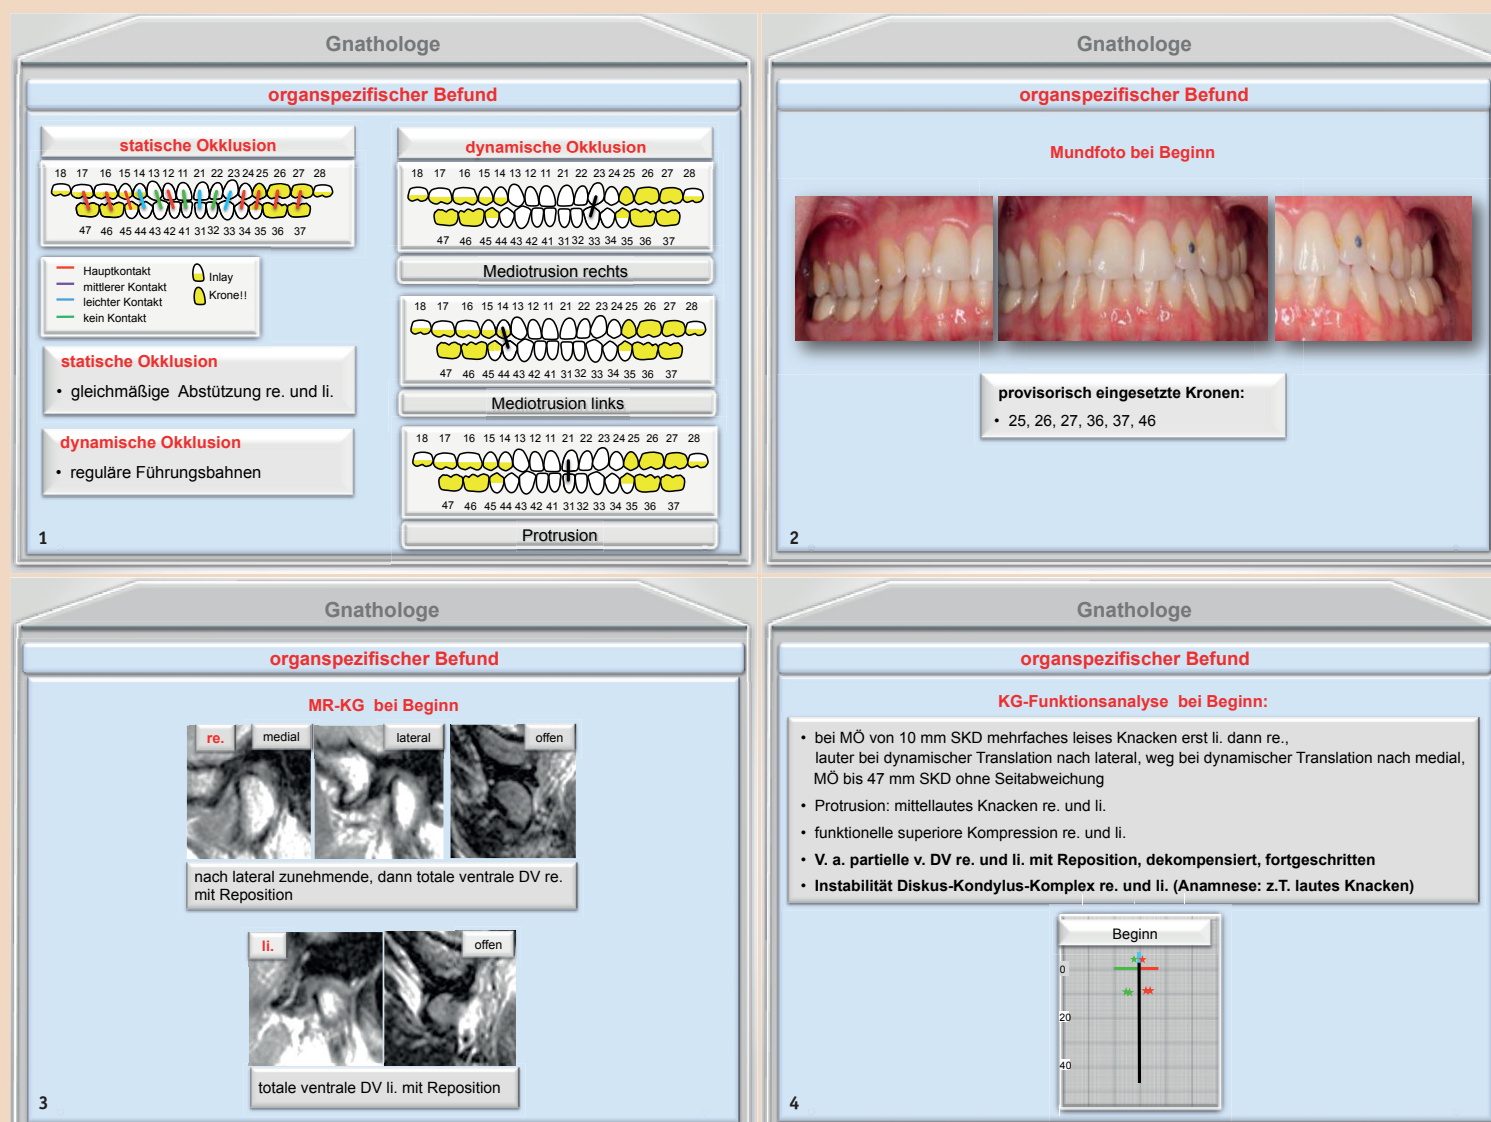 Gnathologe
organspezifischer Befund
statische Okklusion
18 17 16 15 14 13 12 11 21 22 23 24 25 26 27 28
47 46 45 44 43 42 41 31 32 33 34 35 36 37
Hauptkontakt
mittlerer Kontakt
leichter Kontakt
kein Kontakt
Inlay
Krone!!
statische Okklusion
• gleichmäßige Abstützung re. und li.
dynamische Okklusion
• reguläre Führungsbahnen
dynamische Okklusion
18 17 16 15 14 13 12 11 21 22 23 24 25 26 27 28
47 46 45 44 43 42 41 31 32 33 34 35 36 37
Mediotrusion rechts
18 17 16 15 14 13 12 11 21 22 23 24 25 26 27 28
47 46 45 44 43 42 41 31 32 33 34 35 36 37
Mediotrusion links
18 17 16 15 14 13 12 11 21 22 23 24 25 26 27 28
47 46 45 44 43 42 41 31 32 33 34 35 36 37
Protrusion
1
Gnathologe
organspezifischer Befund
Mundfoto bei Beginn
provisorisch eingesetzte Kronen:
• 25, 26, 27, 36, 37, 46
2
Gnathologe
organspezifischer Befund
MR-KG bei Beginn
re. medial lateral offen
nach lateral zunehmende, dann totale ventrale DV re.
mit Reposition
li. offen
totale ventrale DV li. mit Reposition
3
Gnathologe
organspezifischer Befund
KG-Funktionsanalyse bei Beginn:
• bei MÖ von 10 mm SKD mehrfaches leises Knacken erst li. dann re.,
lauter bei dynamischer Translation nach lateral, weg bei dynamischer Translation nach medial,
MÖ bis 47 mm SKD ohne Seitabweichung
• Protrusion: mittellautes Knacken re. und li.
• funktionelle superiore Kompression re. und li.
• V. a. partielle v. DV re. und li. mit Reposition, dekompensiert, fortgeschritten
• Instabilität Diskus-Kondylus-Komplex re. und li. (Anamnese: z.T. lautes Knacken)
Beginn
0
20
40
4